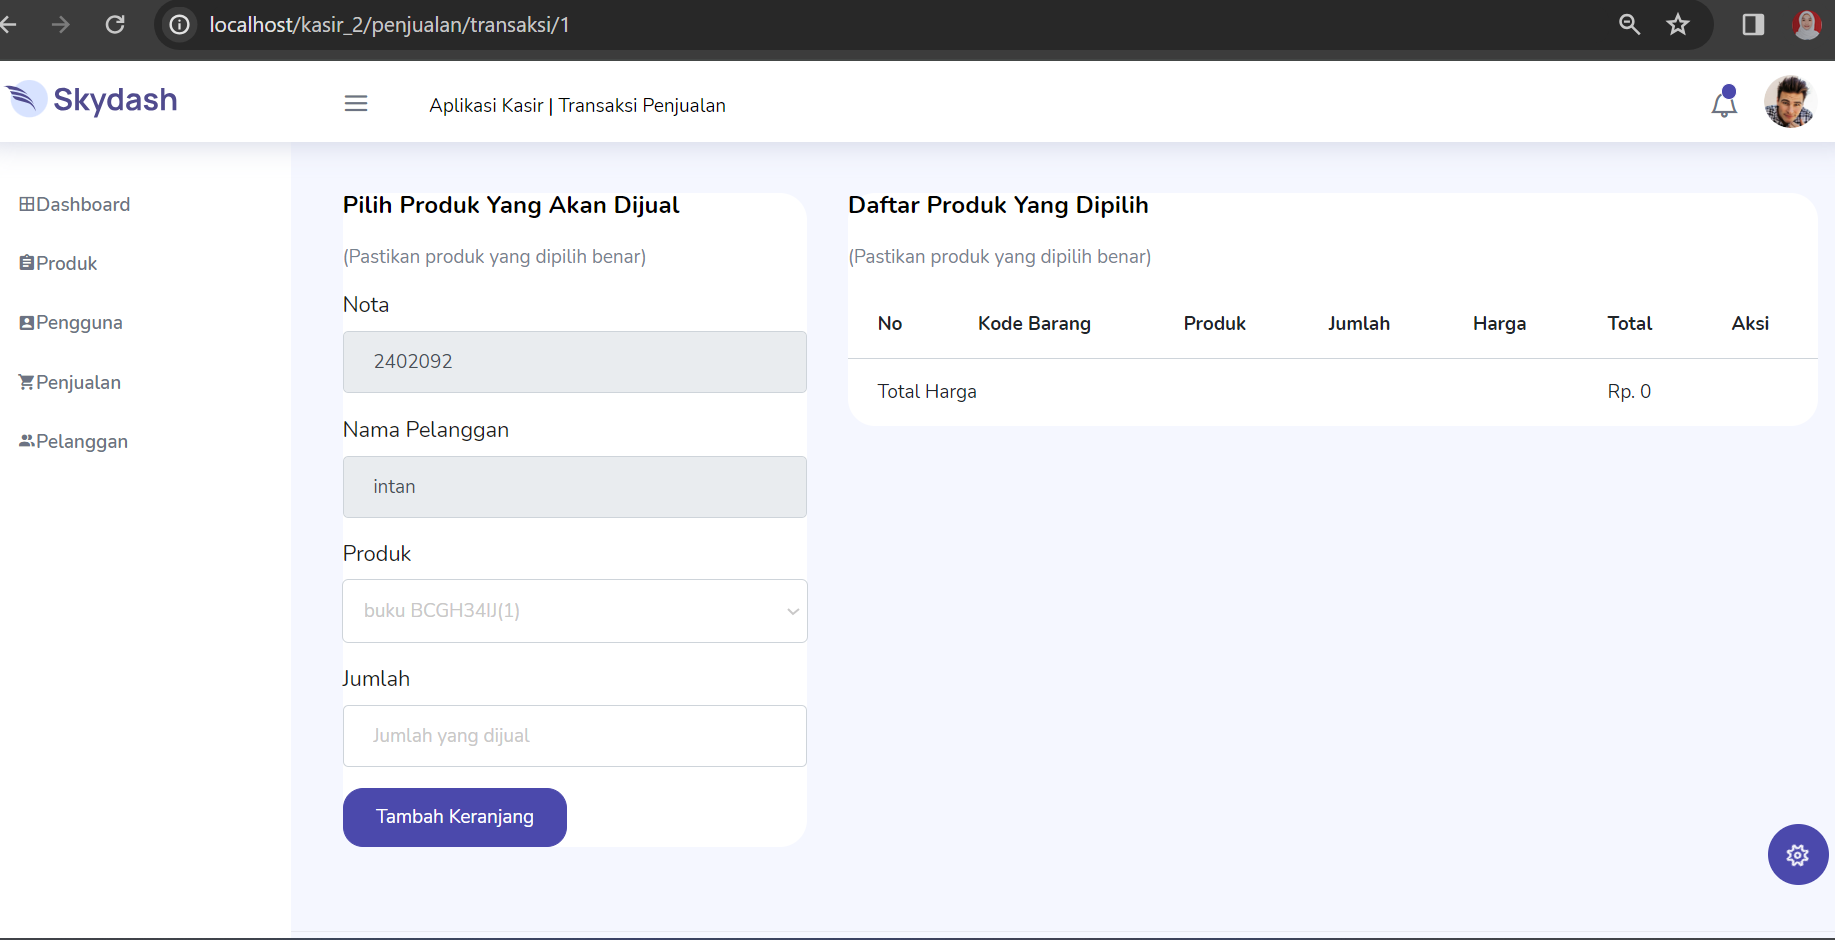 localhost/kasir_2/penjualan/transaksi/1
Skydash
Aplikasi Kasir | Transaksi Penjualan
Dashboard
Produk
Pengguna
Penjualan
Pelanggan
Pilih Produk Yang Akan Dijual
(Pastikan produk yang dipilih benar)
Nota
2402092
Nama Pelanggan
intan
Produk
buku BCGH34IJ(1)
Jumlah
Jumlah yang dijual
Tambah Keranjang
Daftar Produk Yang Dipilih
(Pastikan produk yang dipilih benar)
No Kode Barang Produk Jumlah Harga Total Aksi
Total Harga Rp. 0